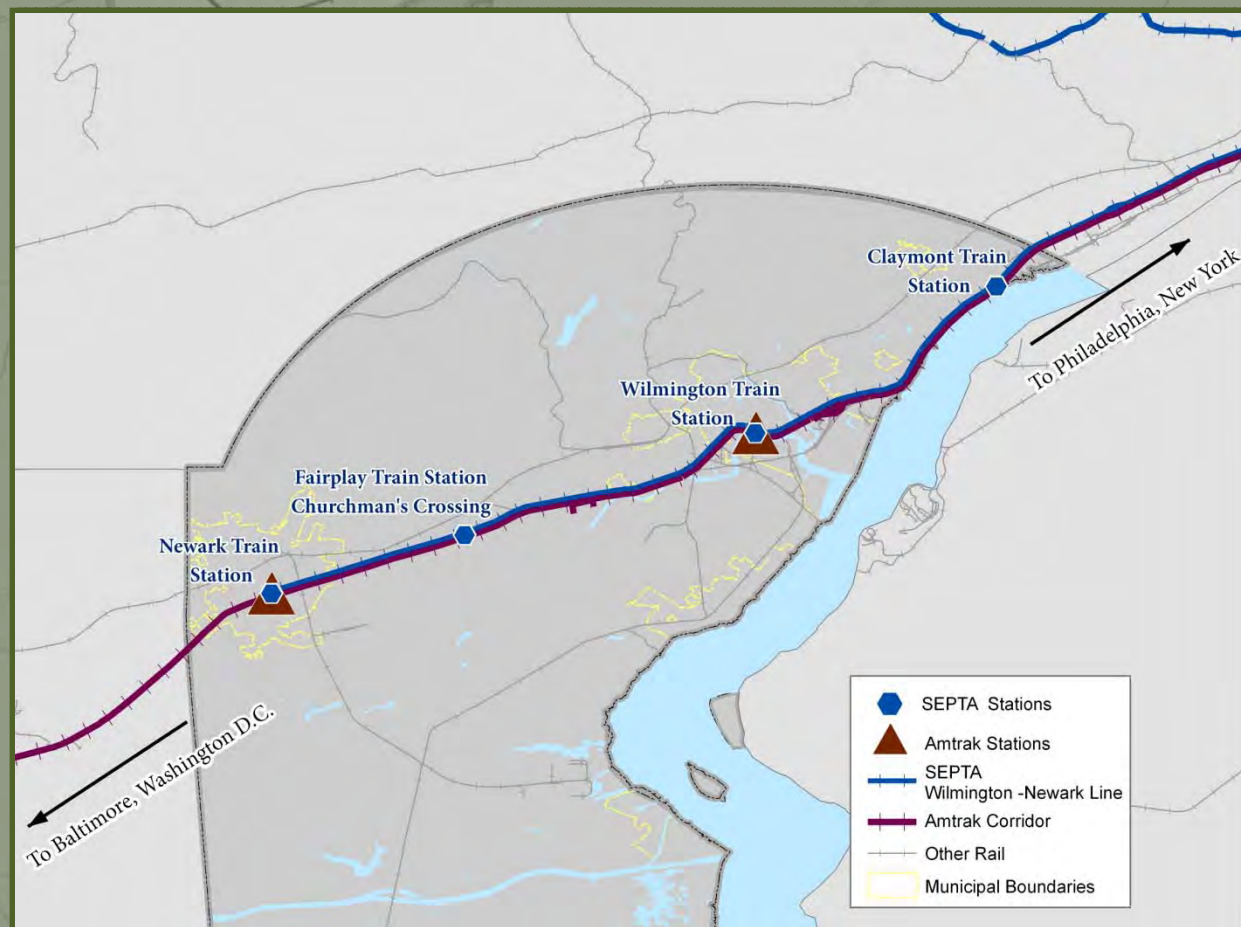 Claymont Train
Station
To Philadelphia, New York
Wilmington Train
Station
Fairplay Train Station
Churchman's Crossing
Newark Train
Station
To Baltimore, Washington D.C.
SEPTA Stations
Amtrak Stations
SEPTA
Wilmington -Newark Line
Amtrak Corridor
Other Rail
Municipal Boundaries